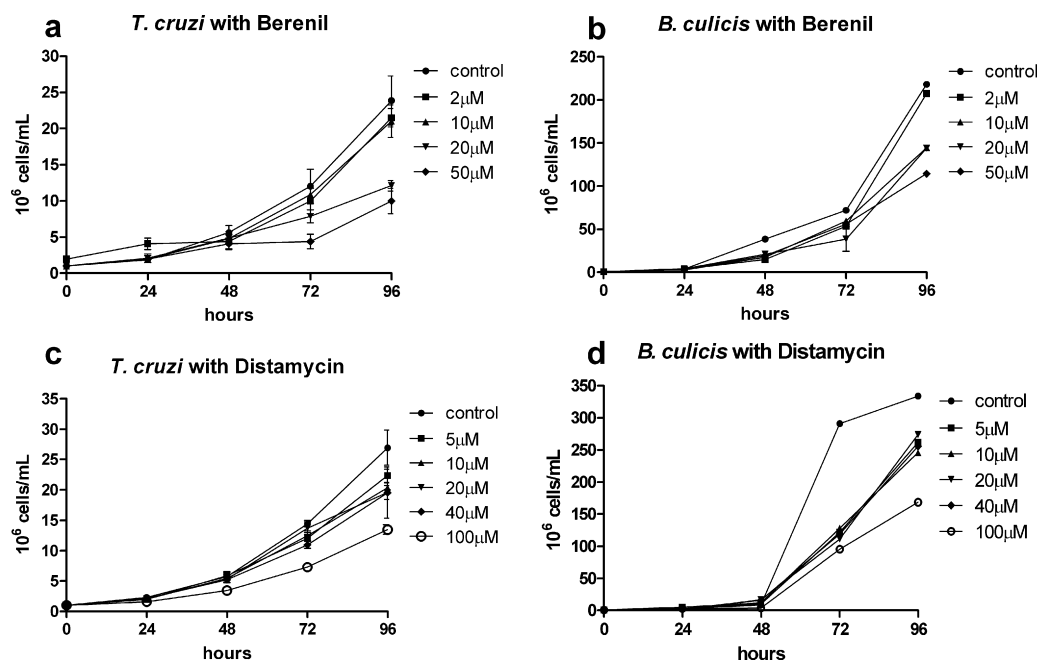 a
T. cruzi with Berenil
30
25
20
15
10
5
0
10⁶ cells/mL
0 24 48 72 96
hours
control
2µM
10µM
20µM
50µM
b
B. culicis with Berenil
250
200
150
100
50
0
10⁶ cells/mL
0 24 48 72 96
hours
control
2µM
10µM
20µM
50µM
c
T. cruzi with Distamycin
35
30
25
20
15
10
5
0
10⁶ cells/mL
0 24 48 72 96
hours
control
5µM
10µM
20µM
40µM
100µM
d
B. culicis with Distamycin
350
300
250
200
150
100
50
0
10⁶ cells/mL
0 24 48 72 96
hours
control
5µM
10µM
20µM
40µM
100µM